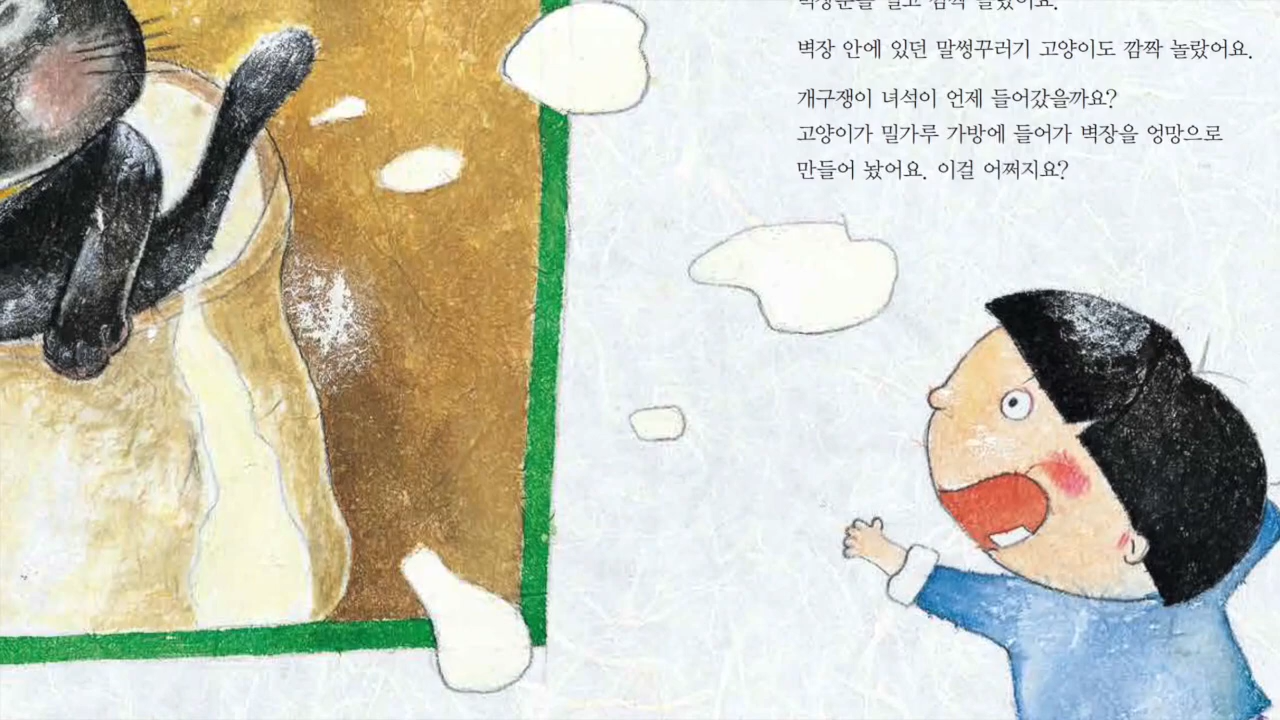 벽장 안에 있던 말썽꾸러기 고양이도 깜짝 놀랐어요.
개구쟁이 녀석이 언제 들어갔을까요?
고양이가 밀가루 가방에 들어가 벽장을 엉망으로
만들어 놨어요. 이걸 어쩌지요?